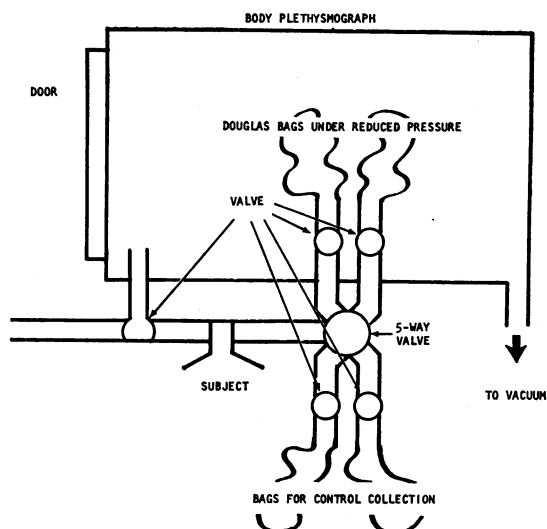 BODY PLETHYSMOGRAPH
DOOR
DOUGLAS BAGS UNDER REDUCED PRESSURE
VALVE
5-WAY
VALVE
SUBJECT
TO VACUUM
BAGS FOR CONTROL COLLECTION